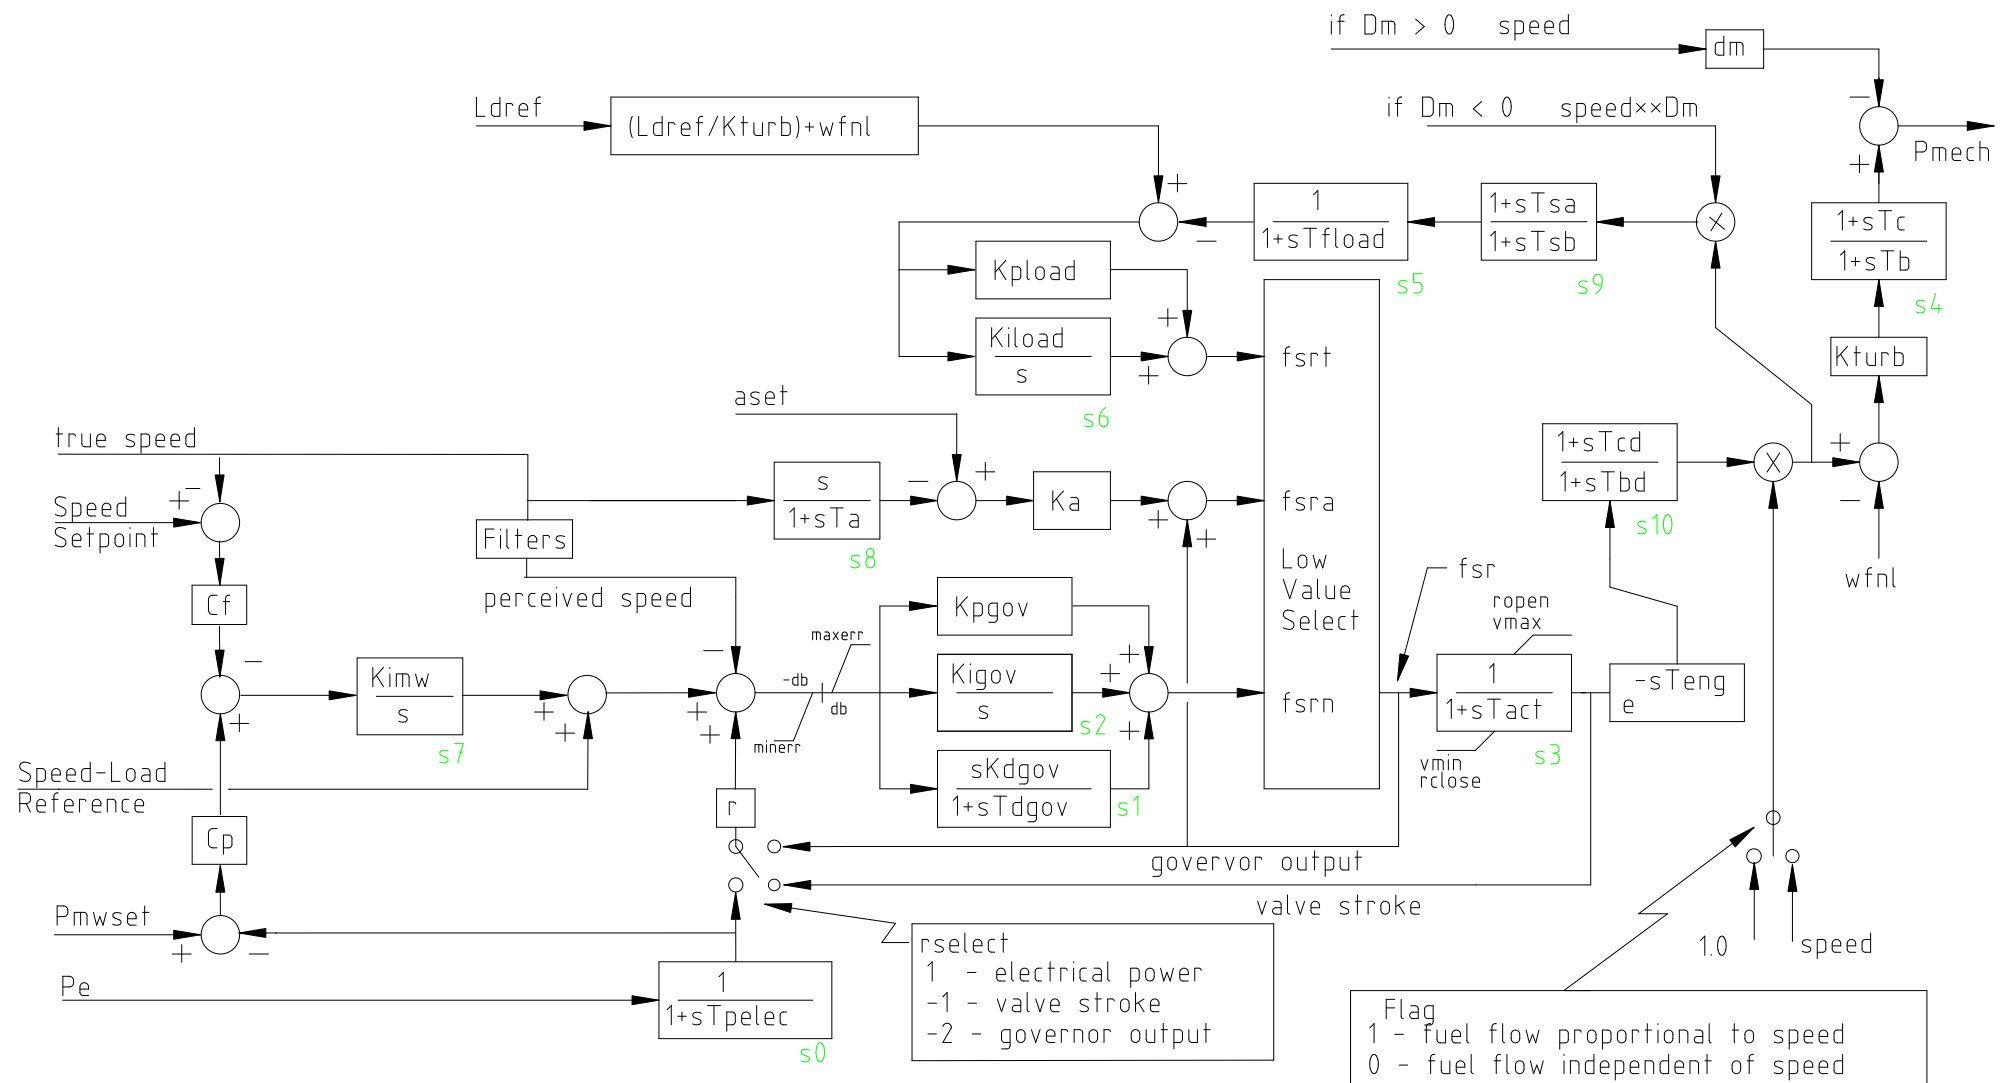 if Dm > 0 speed
dm
Ldref
(Ldref/Kturb)+wfnl
if Dm < 0 speed××Dm
−
+
Pmech
+
−
1
1+sTfload
s5
1+sTsa
1+sTsb
s9
×
1+sTc
1+sTb
s4
Kpload
Kiload
s
s6
+
+
fsrt
Kturb
aset
true speed
−
+
Speed
Setpoint
Filters
perceived speed
s
1+sTa
s8
−
+
Ka
+
+
fsra
Low
Value
Select
fsrn
1+sTcd
1+sTbd
s10
×
+
−
wfnl
Cf
−
+
Kimw
s
s7
+
+
−
+
+
-db
db
maxerr
minerr
Kpgov
Kigov
s
s2
sKdgov
1+sTdgov
s1
+
+
+
fsr
ropen
vmax
1
1+sTact
s3
vmin
rclose
-sTeng
e
Speed-Load
Reference
Cp
r
governor output
valve stroke
Pmwset
+
−
Pe
1
1+sTpelec
s0
rselect
1 - electrical power
-1 - valve stroke
-2 - governor output
1.0
speed
Flag
1 - fuel flow proportional to speed
0 - fuel flow independent of speed